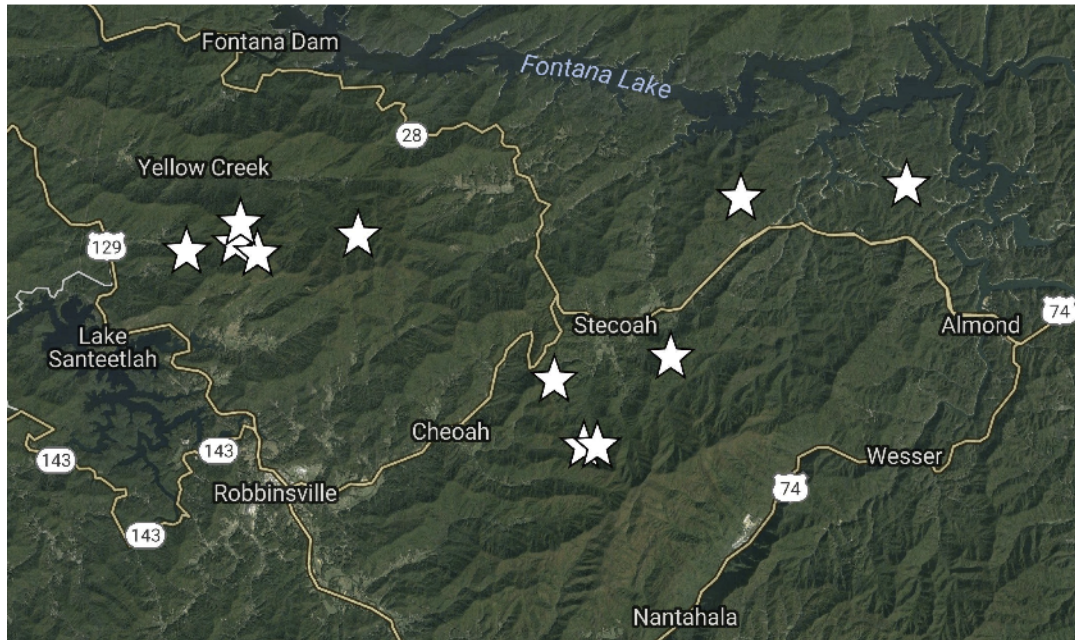 Fontana Dam
Fontana Lake
28
Yellow Creek
129
Lake
Santeetlah
Stecoah
Almond
74
Cheoah
143
143
Wesser
Robbinsville
74
143
Nantahala